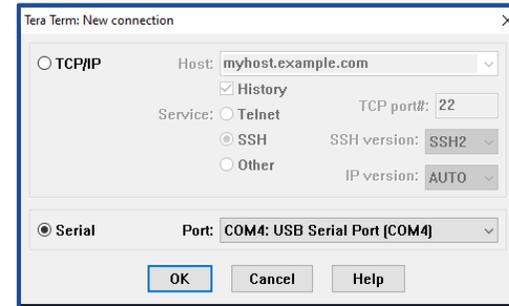 Tera Term: New connection
TCP/IP Host: myhost.example.com
History
Service: Telnet TCP port#: 22
SSH SSH version: SSH2
Other IP version: AUTO
Serial Port: COM4: USB Serial Port (COM4)
OK Cancel Help